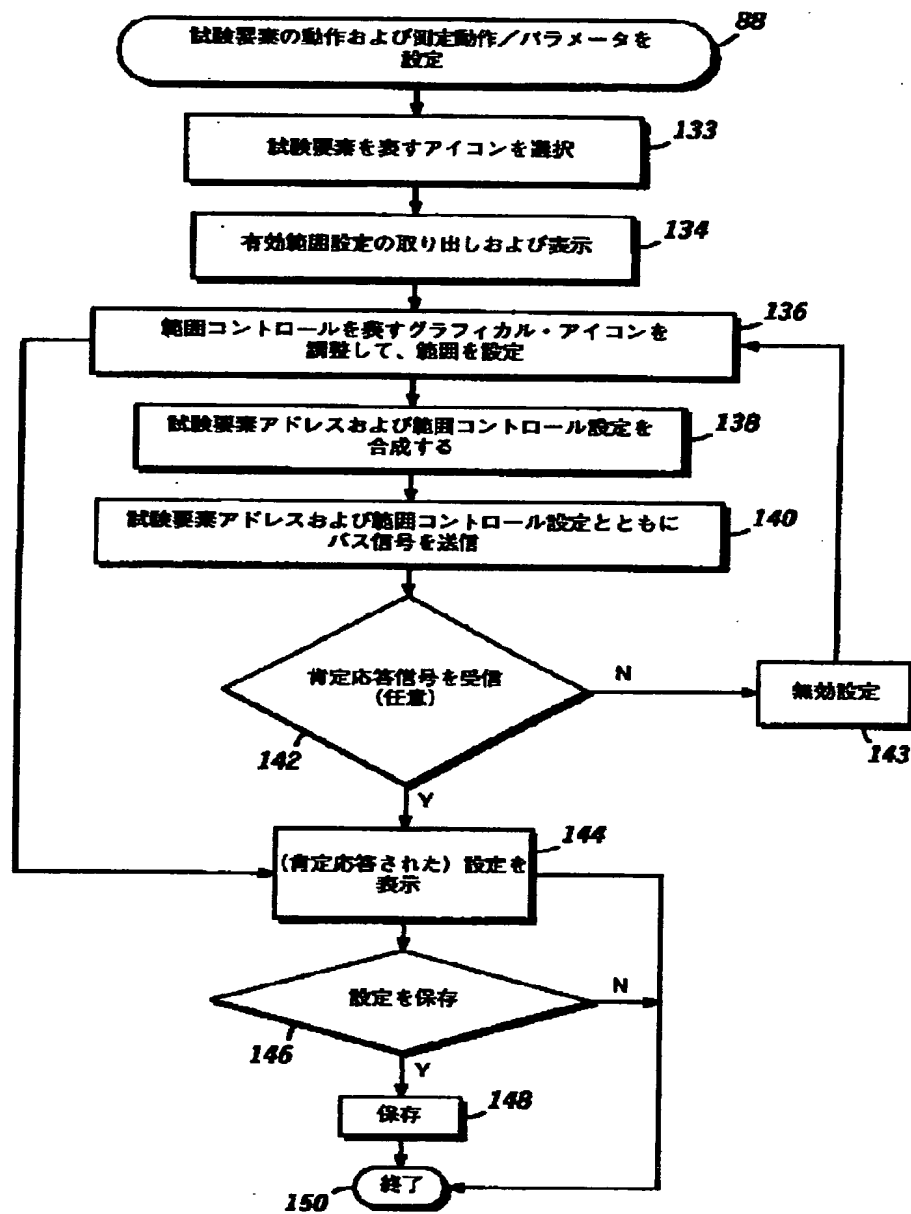 試験要素の動作および測定動作／パラメータを
設定
88
試験要素を表すアイコンを選択
133
有効範囲設定の取り出しおよび表示
134
範囲コントロールを表すグラフィカル・アイコンを
調整して、範囲を設定
136
試験要素アドレスおよび範囲コントロール設定を
合成する
138
試験要素アドレスおよび範囲コントロール設定とともに
バス信号を送信
140
肯定応答信号を受信
(任意)
142
N
無効設定
143
Y
(肯定応答された) 設定を
表示
144
設定を保存
146
N
Y
保存
148
終了
150